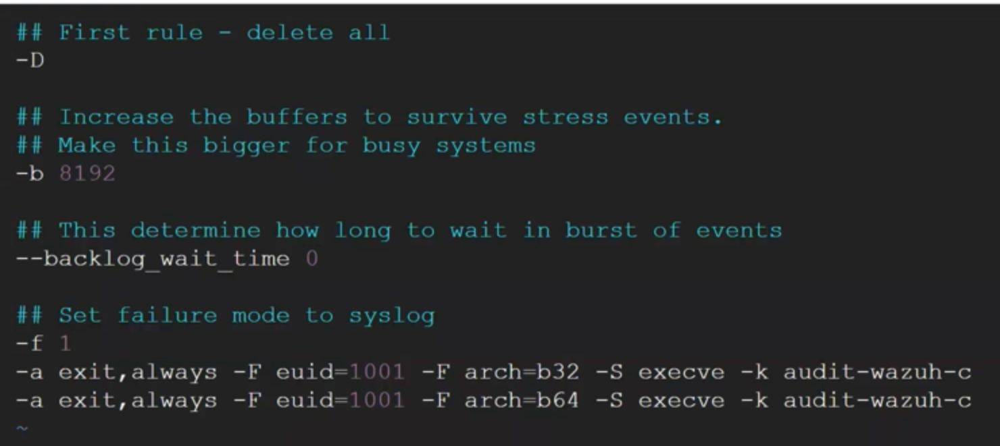 ## First rule - delete all
-D
## Increase the buffers to survive stress events.
## Make this bigger for busy systems
-b 8192
## This determine how long to wait in burst of events
--backlog_wait_time 0
## Set failure mode to syslog
-f 1
-a exit,always -F euid=1001 -F arch=b32 -S execve -k audit-wazuh-c
-a exit,always -F euid=1001 -F arch=b64 -S execve -k audit-wazuh-c
~